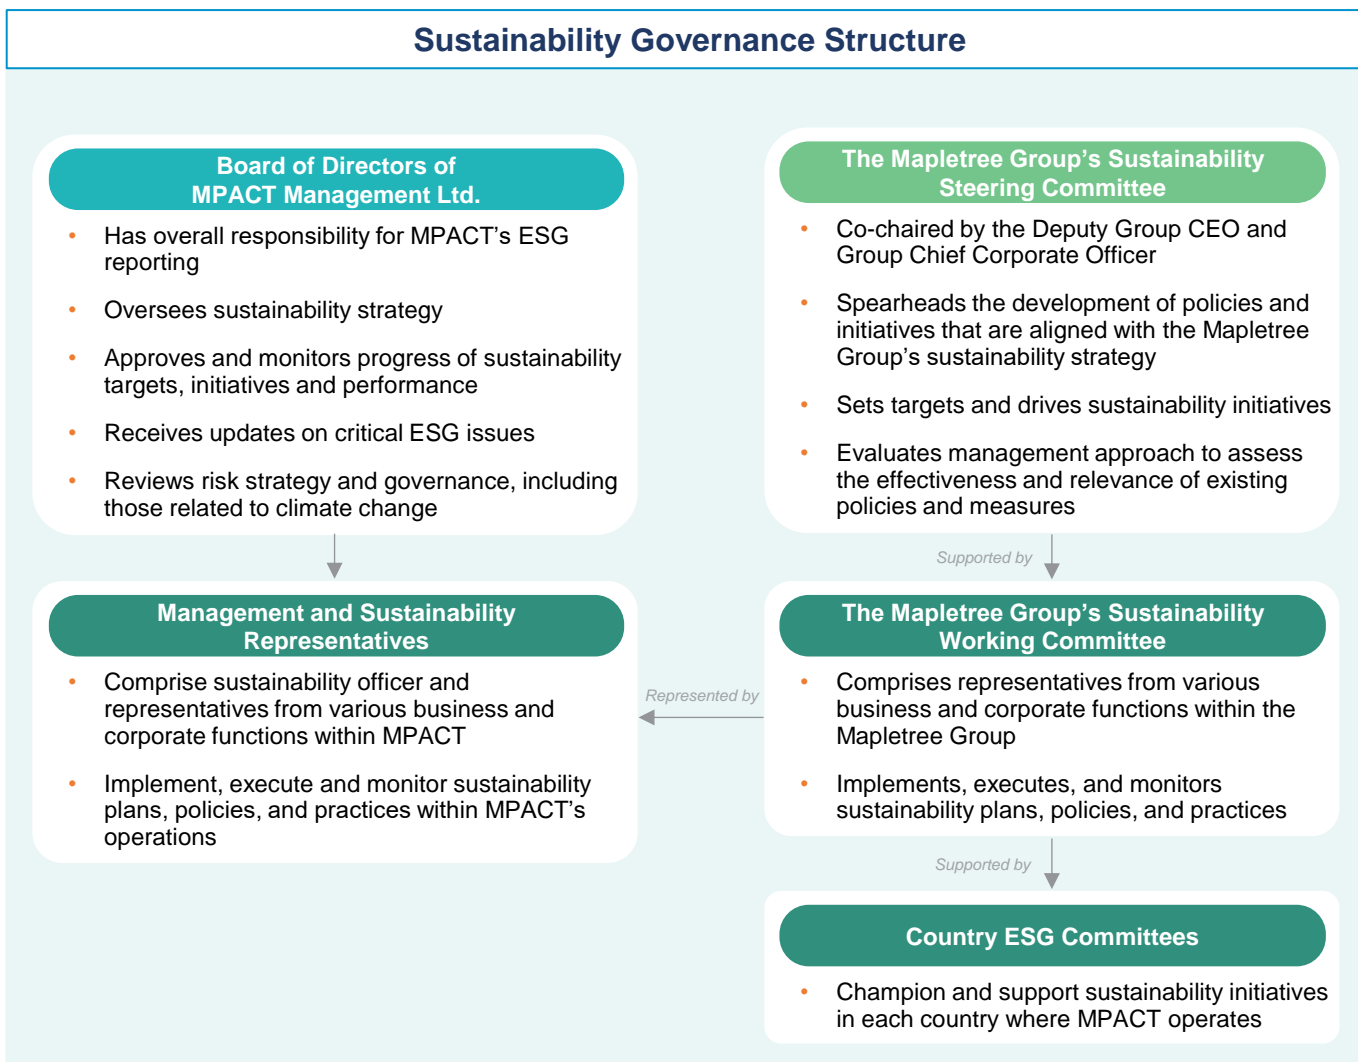 Sustainability Governance Structure
Board of Directors of
MPACT Management Ltd.
• Has overall responsibility for MPACT’s ESG
reporting
• Oversees sustainability strategy
• Approves and monitors progress of sustainability
targets, initiatives and performance
• Receives updates on critical ESG issues
• Reviews risk strategy and governance, including
those related to climate change
The Mapletree Group’s Sustainability
Steering Committee
• Co-chaired by the Deputy Group CEO and
Group Chief Corporate Officer
• Spearheads the development of policies and
initiatives that are aligned with the Mapletree
Group’s sustainability strategy
• Sets targets and drives sustainability initiatives
• Evaluates management approach to assess
the effectiveness and relevance of existing
policies and measures
Supported by
Management and Sustainability
Representatives
• Comprise sustainability officer and
representatives from various business and
corporate functions within MPACT
• Implement, execute and monitor sustainability
plans, policies, and practices within MPACT’s
operations
Represented by
The Mapletree Group’s Sustainability
Working Committee
• Comprises representatives from various
business and corporate functions within the
Mapletree Group
• Implements, executes, and monitors
sustainability plans, policies, and practices
Supported by
Country ESG Committees
• Champion and support sustainability initiatives
in each country where MPACT operates